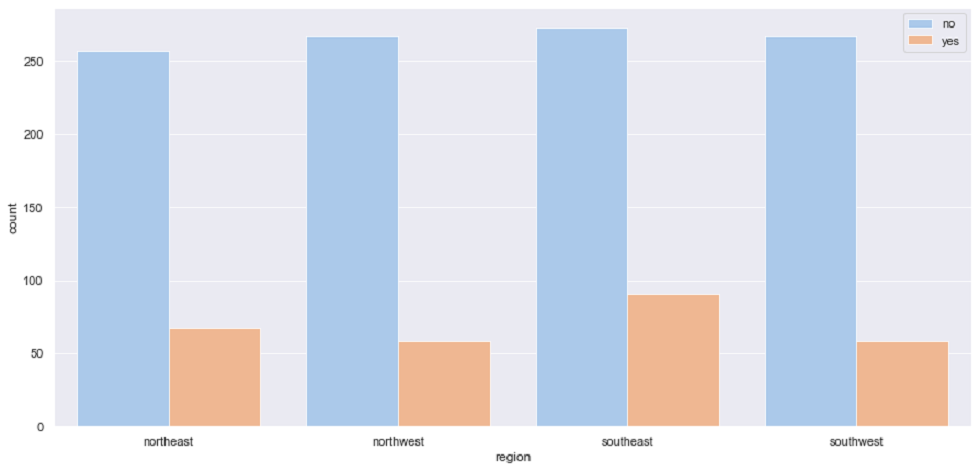 no
yes
250
200
150
100
50
0
count
northeast northwest southeast southwest
region